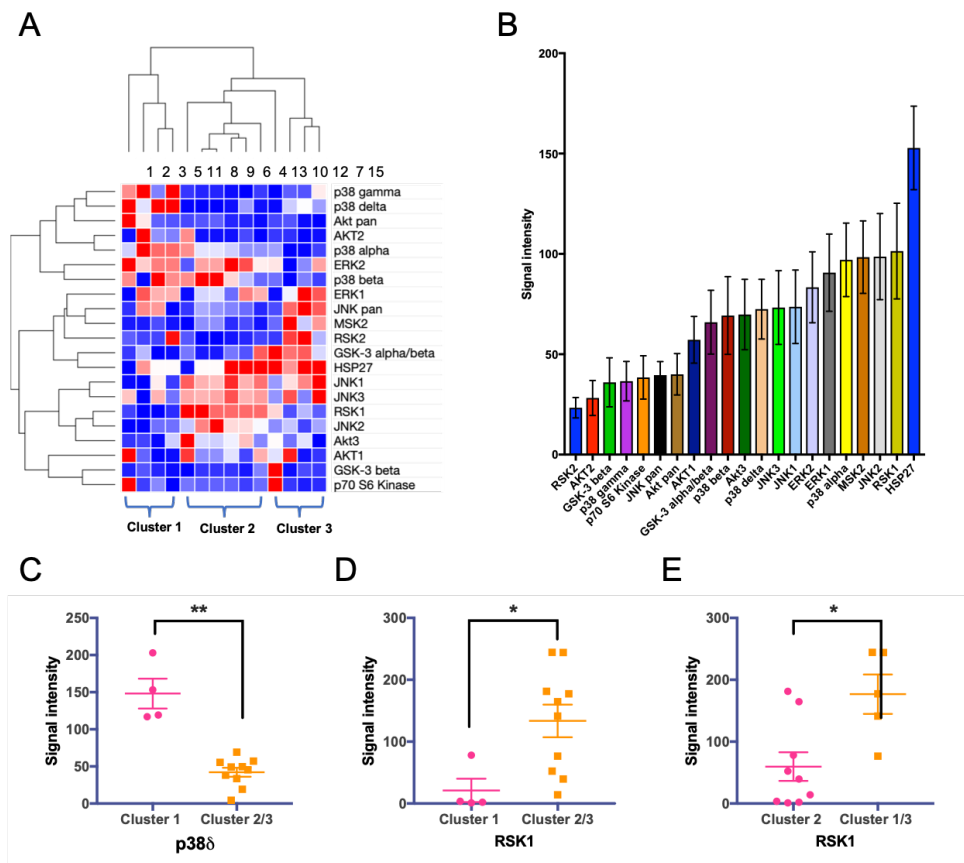 A
1 2 3 5 11 8 9 6 4 13 10 12 7 15
p38 gamma
p38 delta
Akt pan
AKT2
p38 alpha
ERK2
p38 beta
ERK1
JNK pan
MSK2
RSK2
GSK-3 alpha/beta
HSP27
JNK1
JNK3
RSK1
JNK2
Akt3
AKT1
GSK-3 beta
p70 S6 Kinase
Cluster 1 Cluster 2 Cluster 3
B
Signal intensity
200
150
100
50
0
RSK2
AKT2
GSK-3 beta
p38 gamma
p70 S6 Kinase
JNK pan
Akt pan
AKT1
GSK-3 alpha/beta
p38 beta
Akt3
p38 delta
JNK3
JNK1
ERK2
ERK1
p38 alpha
MSK2
JNK2
RSK1
HSP27
C
Signal intensity
250
200
150
100
50
0
**
Cluster 1 Cluster 2/3
p38δ
D
Signal intensity
300
200
100
0
*
Cluster 1 Cluster 2/3
RSK1
E
Signal intensity
300
200
100
0
*
Cluster 2 Cluster 1/3
RSK1